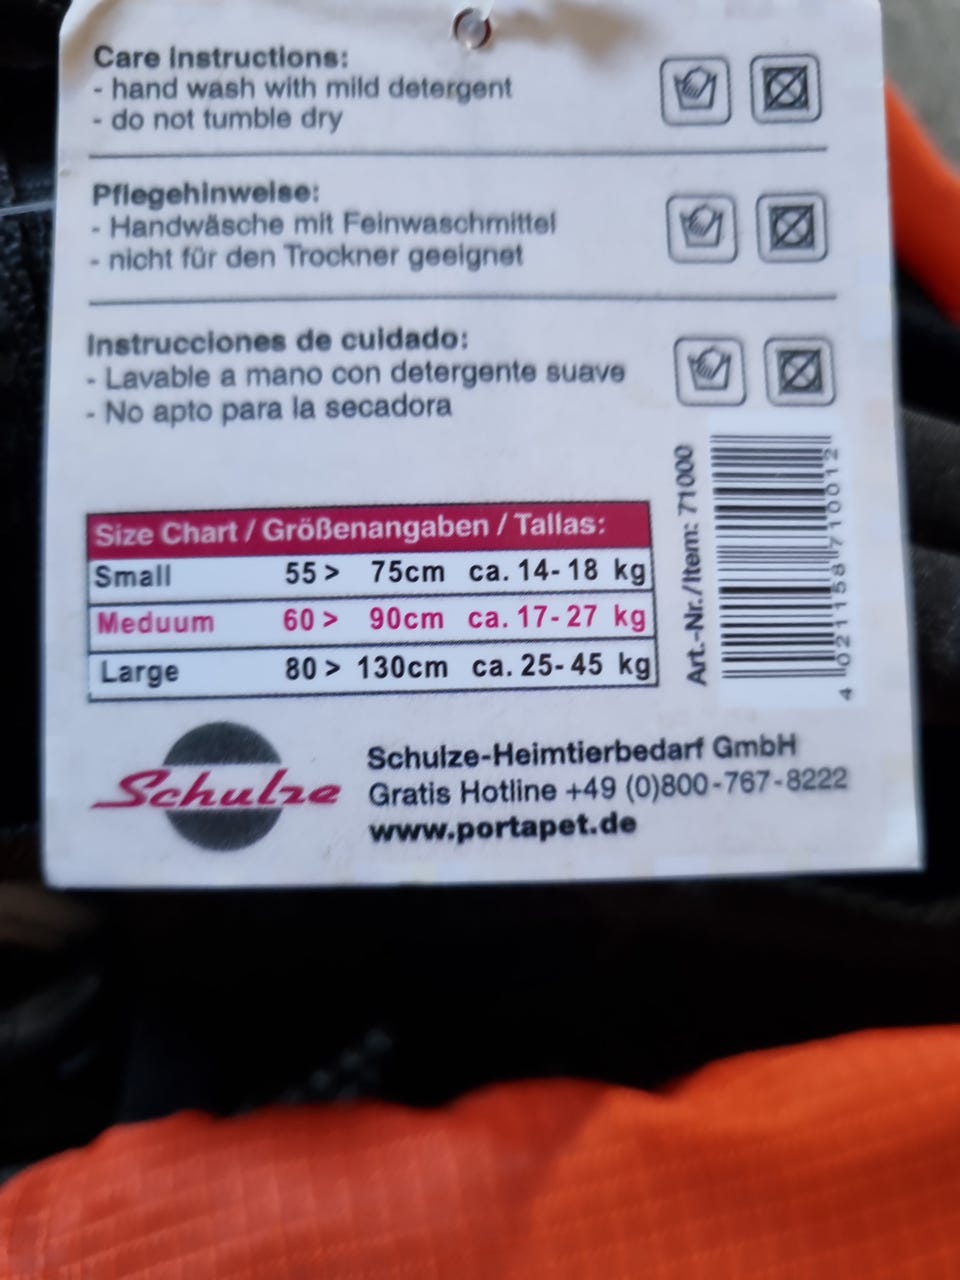 Care Instructions:
- hand wash with mild detergent
- do not tumble dry
Pflegehinweise:
- Handwäsche mit Feinwaschmittel
- nicht für den Trockner geeignet
Instrucciones de cuidado:
- Lavable a mano con detergente suave
- No apto para la secadora
Size Chart / Größenangaben / Tallas:
Small 55 > 75cm ca. 14-18 kg
Meduum 60 > 90cm ca. 17-27 kg
Large 80 > 130cm ca. 25-45 kg
Art.-Nr./Item: 71000
4 021158 710012
Schulze
Schulze-Heimtierbedarf GmbH
Gratis Hotline +49 (0)800-767-8222
www.portapet.de